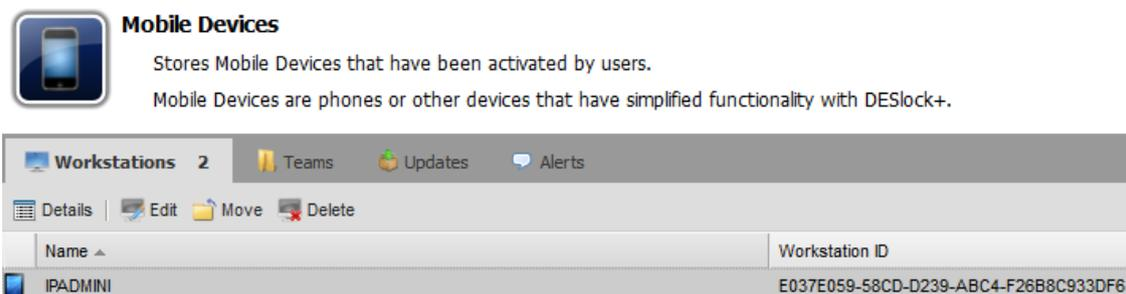 Mobile Devices
Stores Mobile Devices that have been activated by users.
Mobile Devices are phones or other devices that have simplified functionality with DESlock+.
Workstations 2 Teams Updates Alerts
Details Edit Move Delete
Name Workstation ID
IPADMINI E037E059-58CD-D239-ABC4-F26B8C933DF6